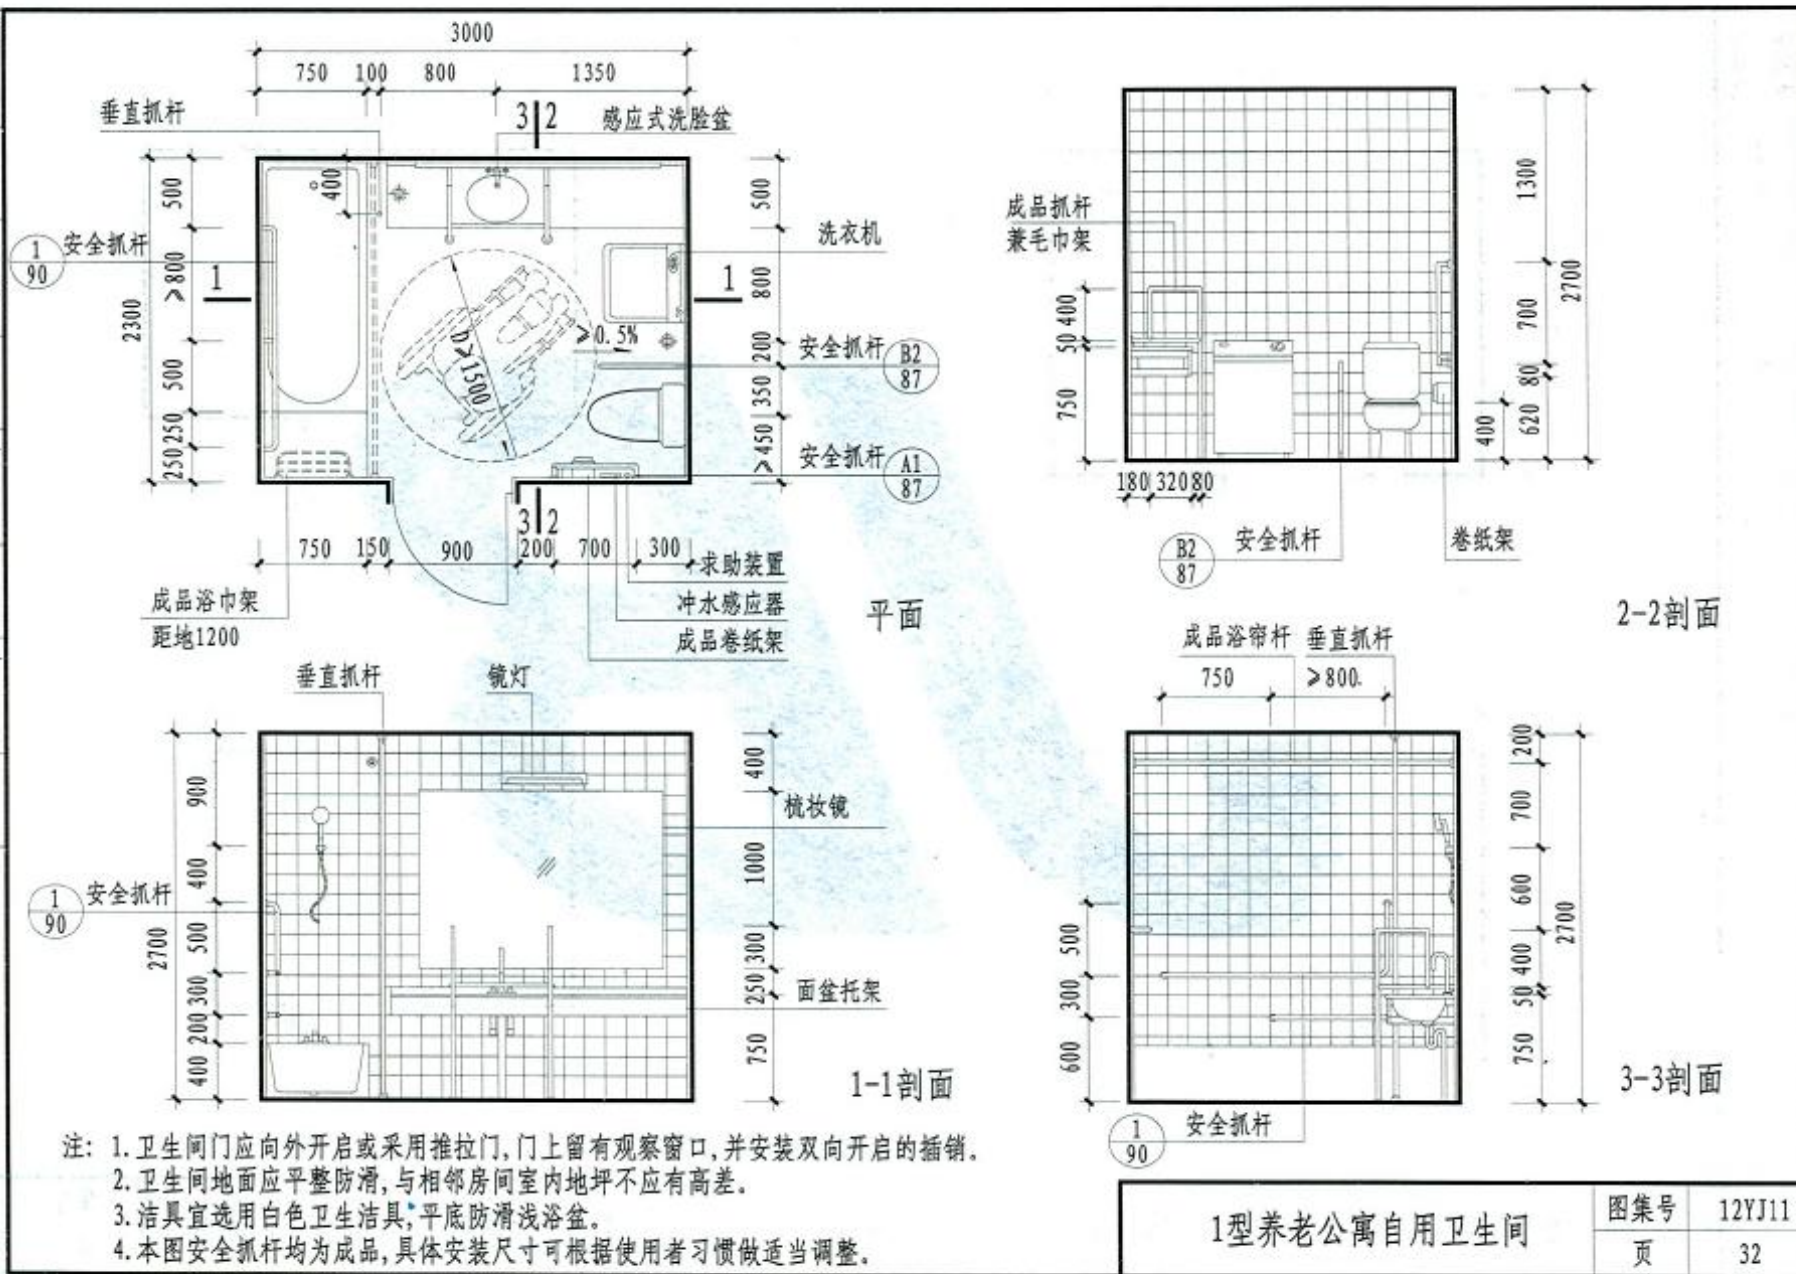 3000
750 100 800 1350
垂直抓杆
3 2
感应式洗脸盆
400
500
≥800
500
250
250
2300
1
90
安全抓杆
1
1
D≥1500
≥0.5%
500
800
200
350
≥450
洗衣机
安全抓杆
B2
87
安全抓杆
A1
87
3 2
750 150 900 200 700 300
求助装置
冲水感应器
成品卷纸架
成品浴巾架
距地1200
平面
成品抓杆
兼毛巾架
400
50
750
1300
700
80
620
400
2700
180 320 80
B2
87
安全抓杆
卷纸架
2-2剖面
垂直抓杆
镜灯
900
400
500
300
200
400
2700
1
90
安全抓杆
400
1000
300
250
750
梳妆镜
面盆托架
1-1剖面
成品浴帘杆
垂直抓杆
750 ≥800
500
300
600
200
700
600
400
50
750
2700
1
90
安全抓杆
3-3剖面
注: 1.卫生间门应向外开启或采用推拉门,门上留有观察窗口,并安装双向开启的插销。
2.卫生间地面应平整防滑,与相邻房间室内地坪不应有高差。
3.洁具宜选用白色卫生洁具,平底防滑浅浴盆。
4.本图安全抓杆均为成品,具体安装尺寸可根据使用者习惯做适当调整。
1型养老公寓自用卫生间
图集号 12YJ11
页 32